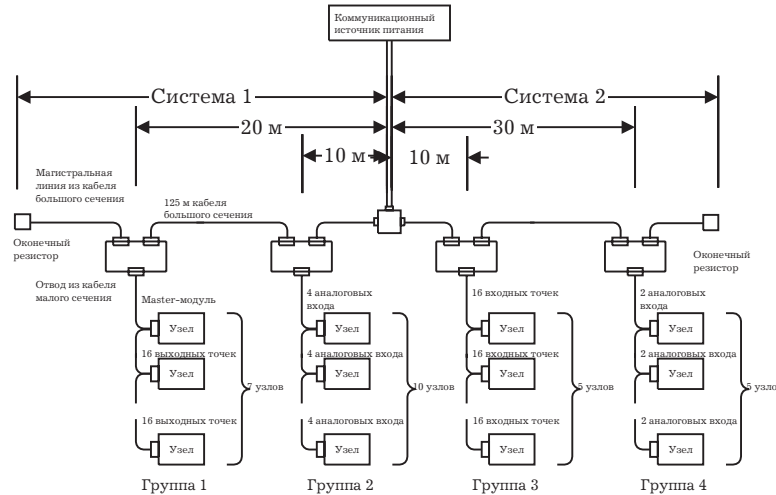 Коммуникационный
источник питания
Система 1
Система 2
20 м
30 м
10 м
10 м
Магистральная
линия из кабеля
большого сечения
125 м кабеля
большого сечения
Оконечный
резистор
Оконечный
резистор
Отвод из кабеля
малого сечения
Master-модуль
4 аналоговых
входа
16 входных точек
2 аналоговых
входа
Узел
Узел
Узел
Узел
16 выходных точек
4 аналоговых входа
16 входных точек
2 аналоговых входа
Узел
Узел
Узел
Узел
7 узлов
10 узлов
5 узлов
5 узлов
16 выходных точек
4 аналоговых входа
16 входных точек
2 аналоговых входа
Узел
Узел
Узел
Узел
Группа 1
Группа 2
Группа 3
Группа 4